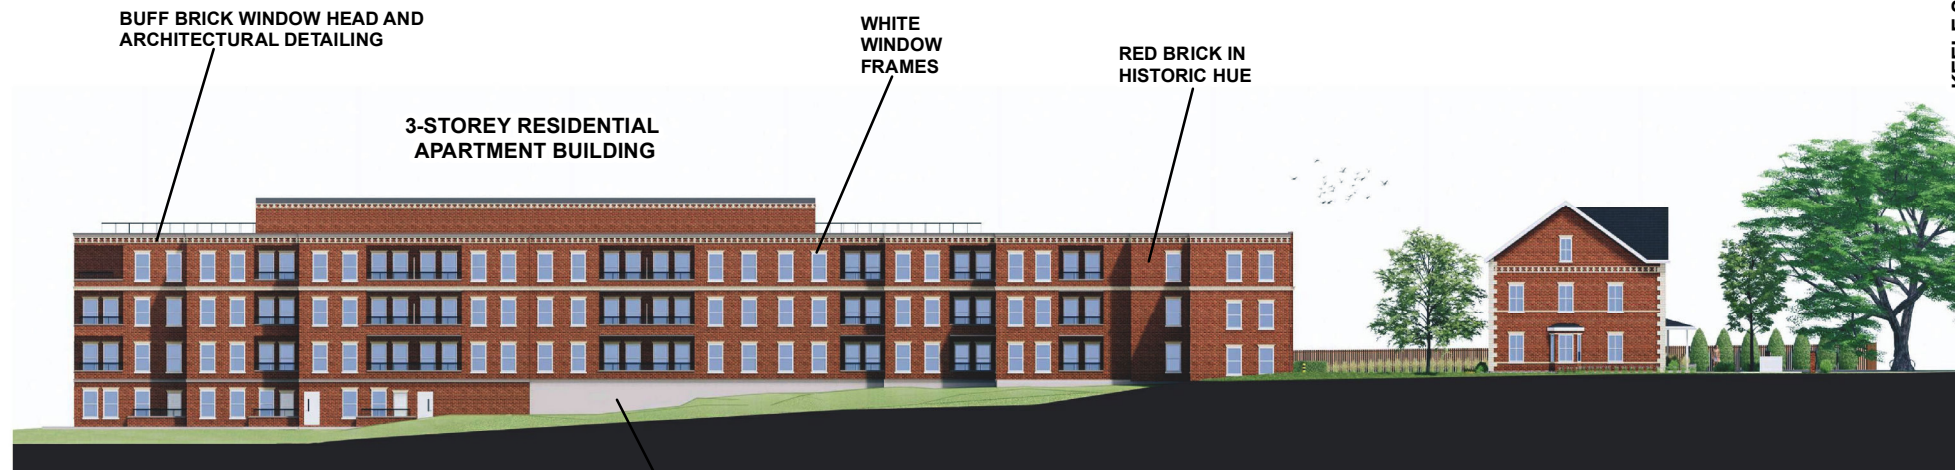 BUFF BRICK WINDOW HEAD AND
ARCHITECTURAL DETAILING
WHITE
WINDOW
FRAMES
RED BRICK IN
HISTORIC HUE
3-STOREY RESIDENTIAL
APARTMENT BUILDING